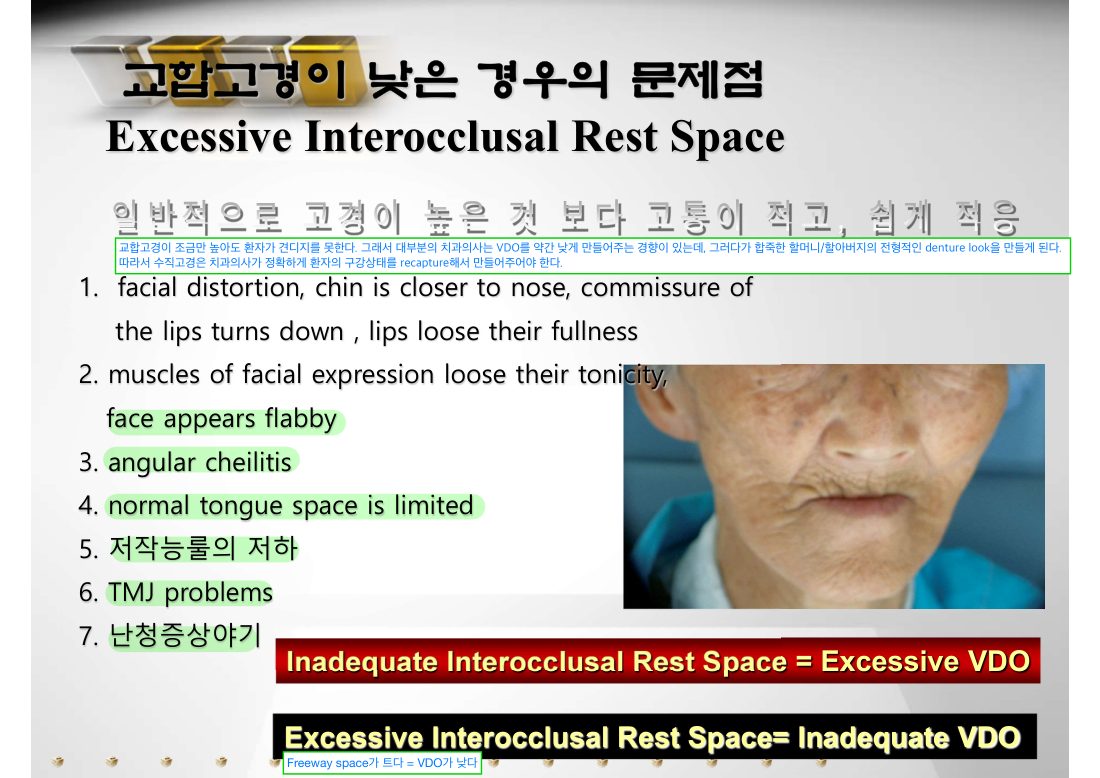 교합고경이 낮은 경우의 문제점
Excessive Interocclusal Rest Space
일반적으로 고경이 높은 것 보다 고통이 적고, 쉽게 적응
교합고경이 조금만 높아도 환자가 견디지를 못한다. 그래서 대부분의 치과의사는 VDO를 약간 낮게 만들어주는 경향이 있는데, 그러다가 합죽한 할머니/할아버지의 전형적인 denture look을 만들게 된다.
따라서 수직고경은 치과의사가 정확하게 환자의 구강상태를 recapture해서 만들어주어야 한다.
1. facial distortion, chin is closer to nose, commissure of
the lips turns down , lips loose their fullness
2. muscles of facial expression loose their tonicity,
face appears flabby
3. angular cheilitis
4. normal tongue space is limited
5. 저작능률의 저하
6. TMJ problems
7. 난청증상야기
Inadequate Interocclusal Rest Space = Excessive VDO
Excessive Interocclusal Rest Space= Inadequate VDO
Freeway space가 트다 = VDO가 낮다